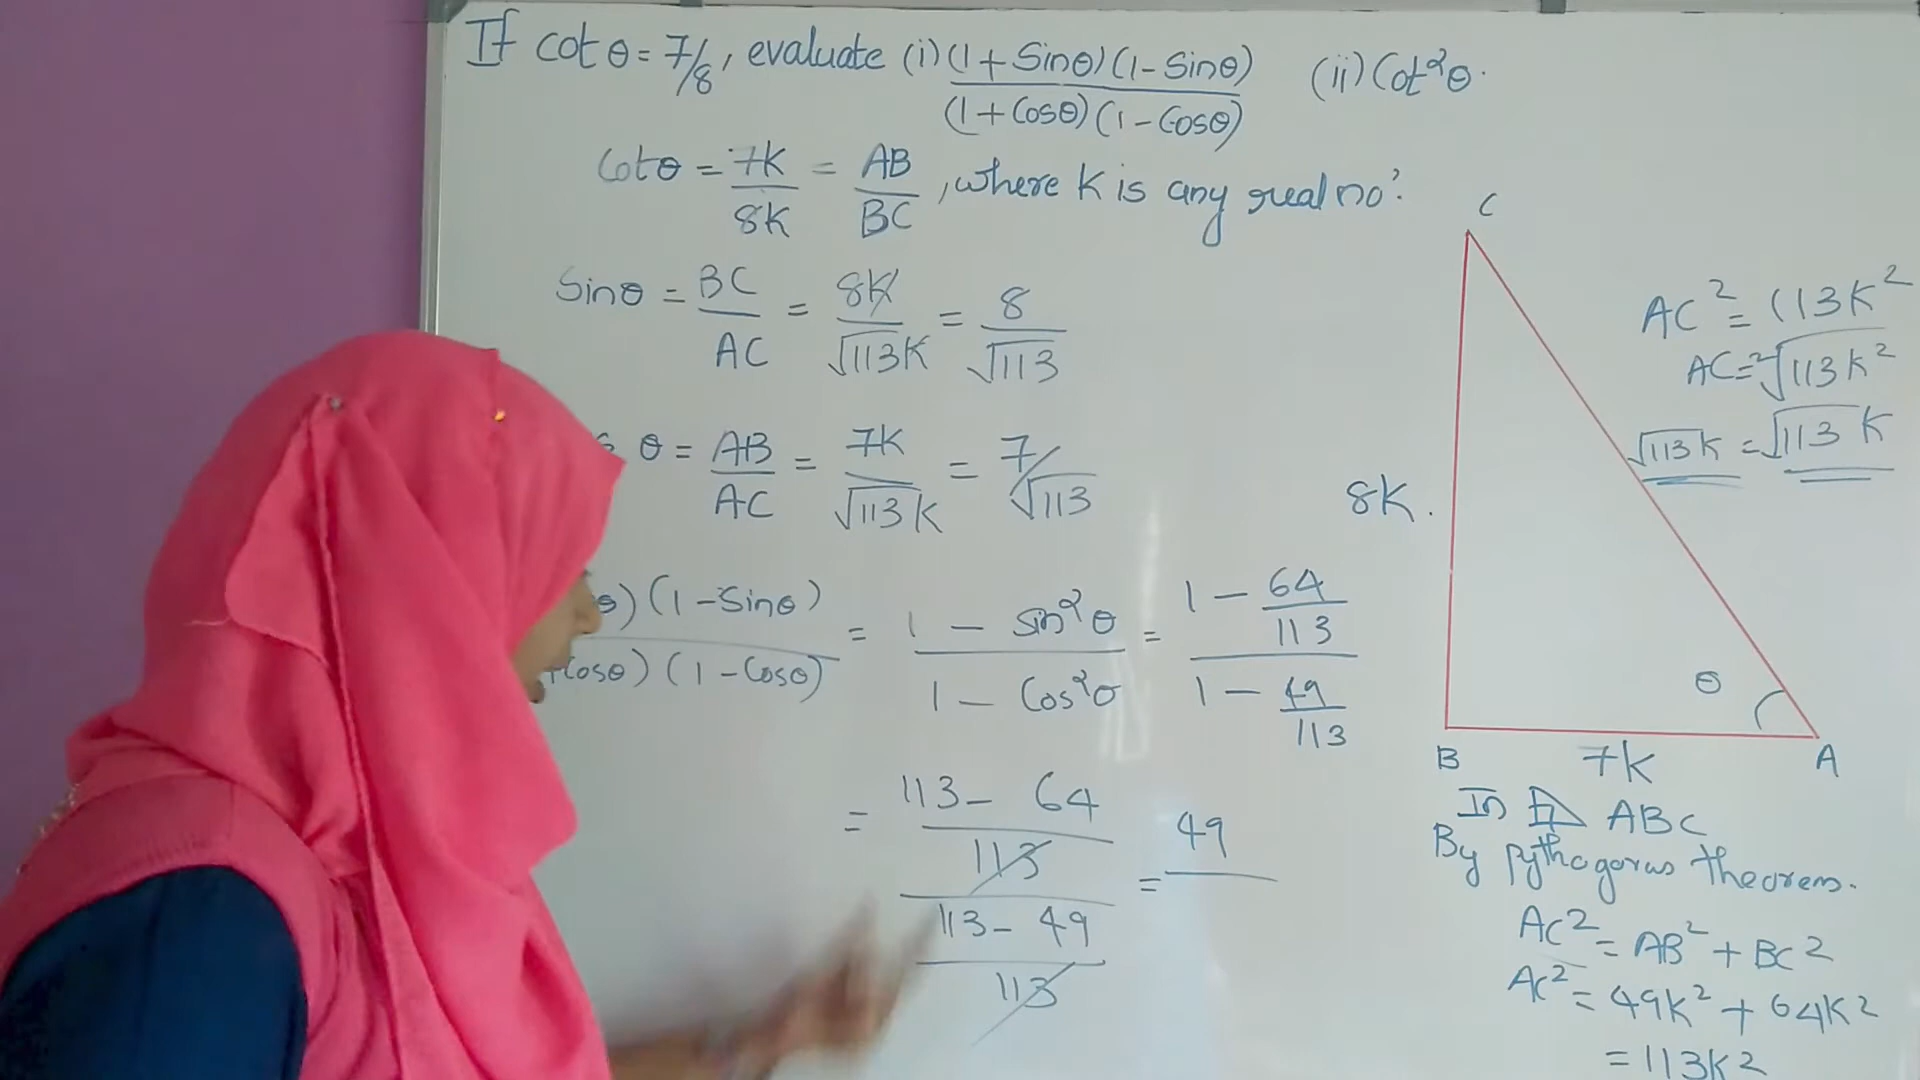 If cot θ = 7/8, evaluate (i) (1 + Sinθ) (1 - Sinθ) / (1 + Cosθ) (1 - Cosθ) (ii) Cot²θ.
Cotθ = 7K / 8K = AB / BC, where K is any real no:
Sinθ = BC / AC = 8K / √113K = 8 / √113
θ = AB / AC = 7K / √113K = 7/√113
θ) (1 - Sinθ) / + Cosθ) (1 - Cosθ) = 1 - sin²θ / 1 - Cos²θ = 1 - 64/113 / 1 - 49/113
= 113 - 64 / 113 / 113 - 49 / 113 = 49
C
AC² = 113K²
AC = ²√113K²
√113K = √113 K
8K.
θ
B 7K A
In ABC
By Pythagorus theorem.
AC² = AB² + BC²
AC² = 49K² + 64K²
= 113K²